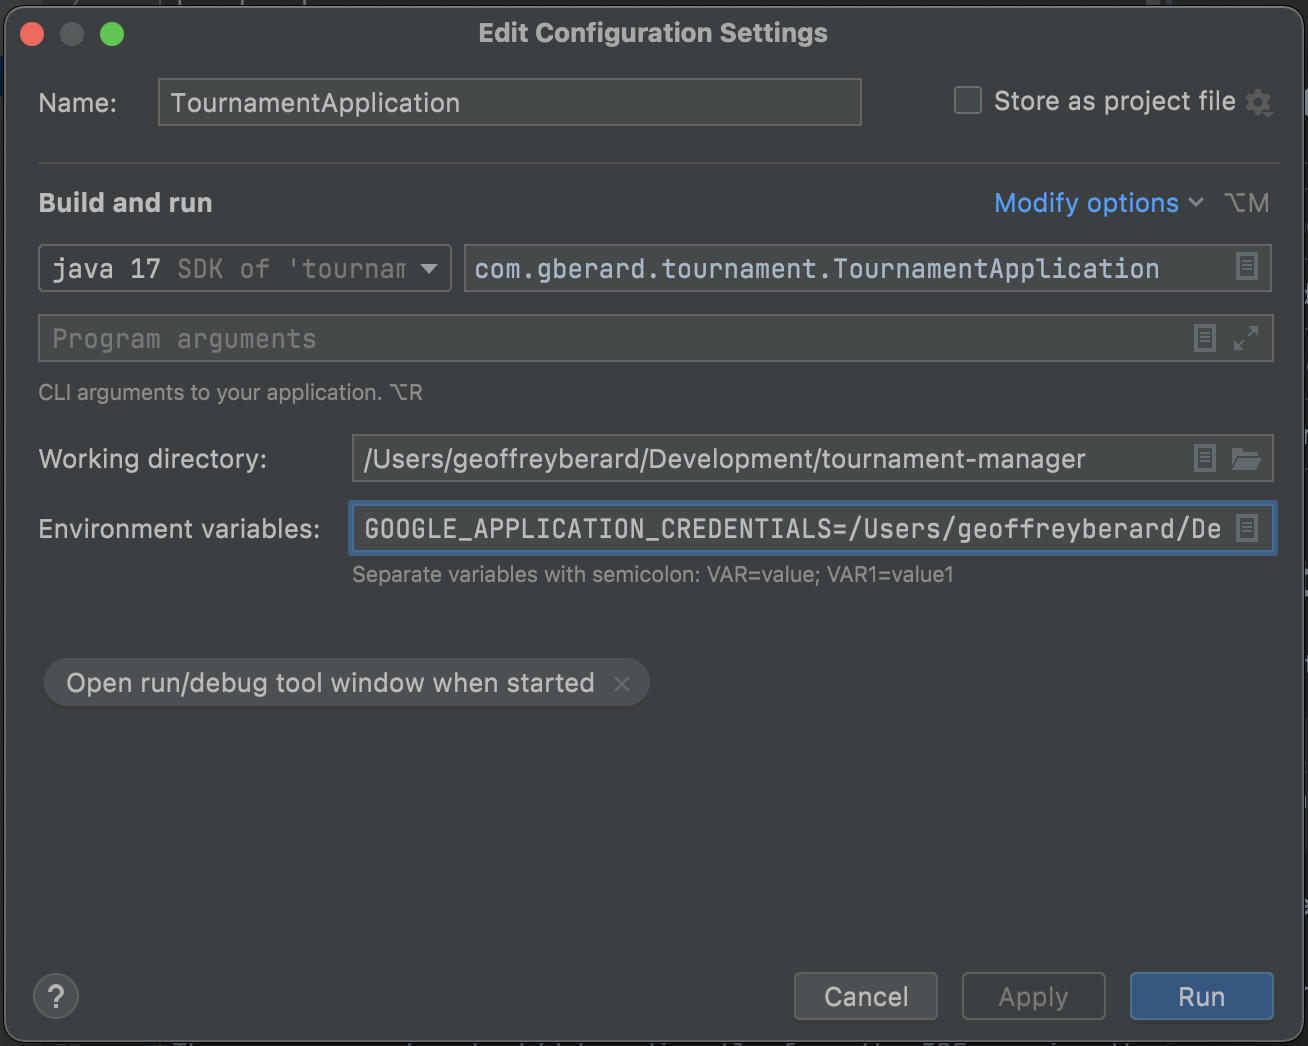 Edit Configuration Settings
Name: TournamentApplication Store as project file
Build and run Modify options ⌥M
java 17 SDK of 'tournam com.gberard.tournament.TournamentApplication
Program arguments
CLI arguments to your application. ⌥R
Working directory: /Users/geoffreyberard/Development/tournament-manager
Environment variables: GOOGLE_APPLICATION_CREDENTIALS=/Users/geoffreyberard/De
Separate variables with semicolon: VAR=value; VAR1=value1
Open run/debug tool window when started ×
? Cancel Apply Run